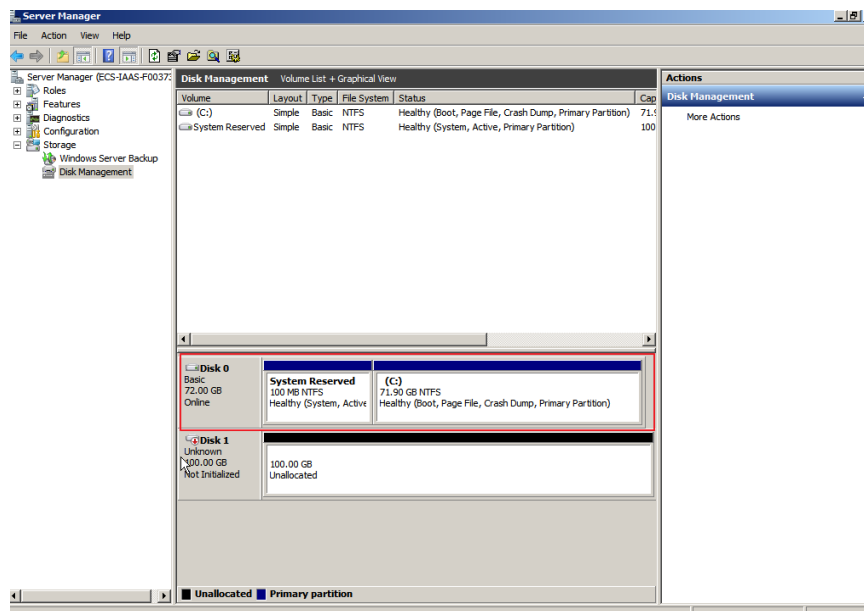 Server Manager
File Action View Help
Server Manager (ECS-IAAS-F0037
Roles
Features
Diagnostics
Configuration
Storage
Windows Server Backup
Disk Management
Disk Management Volume List + Graphical View
Volume Layout Type File System Status Cap
(C:) Simple Basic NTFS Healthy (Boot, Page File, Crash Dump, Primary Partition) 71.9
System Reserved Simple Basic NTFS Healthy (System, Active, Primary Partition) 100
Disk 0
Basic
72.00 GB
Online
System Reserved
100 MB NTFS
Healthy (System, Active
(C:)
71.90 GB NTFS
Healthy (Boot, Page File, Crash Dump, Primary Partition)
Disk 1
Unknown
100.00 GB
Not Initialized
100.00 GB
Unallocated
Unallocated Primary partition
Actions
Disk Management
More Actions